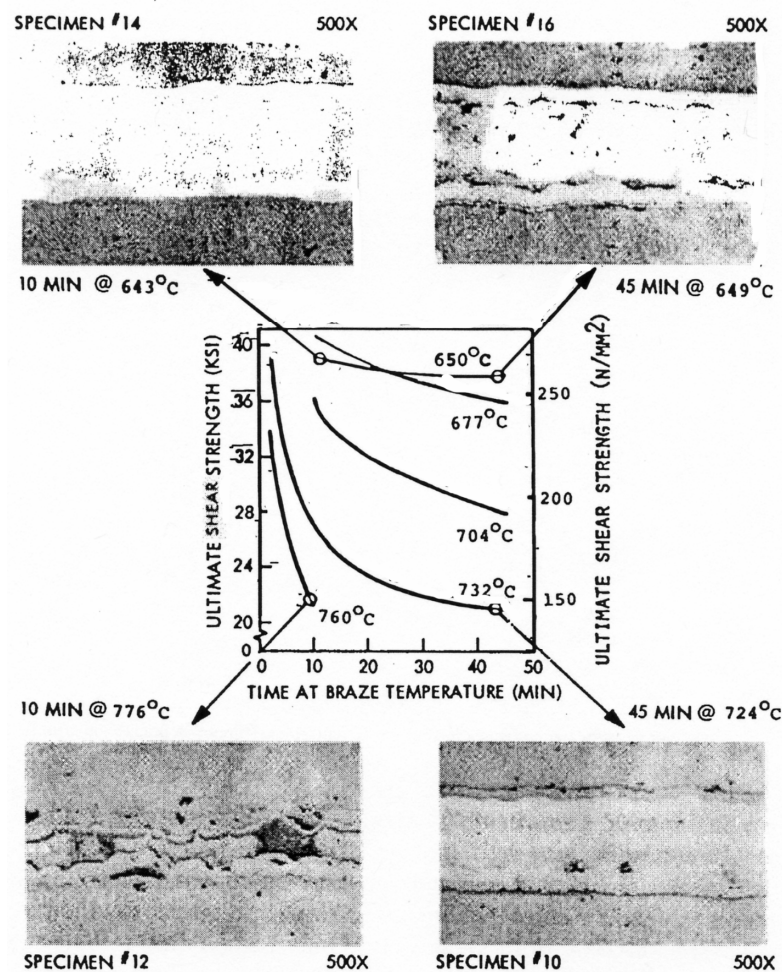 SPECIMEN #14 500X
SPECIMEN #16 500X
10 MIN @ 643°C
45 MIN @ 649°C
ULTIMATE SHEAR STRENGTH (KSI)
40
36
32
28
24
20
0
650°C
677°C
704°C
732°C
760°C
250
200
150
ULTIMATE SHEAR STRENGTH (N/MM2)
0 10 20 30 40 50
TIME AT BRAZE TEMPERATURE (MIN)
10 MIN @ 776°C
45 MIN @ 724°C
SPECIMEN #12 500X
SPECIMEN #10 500X